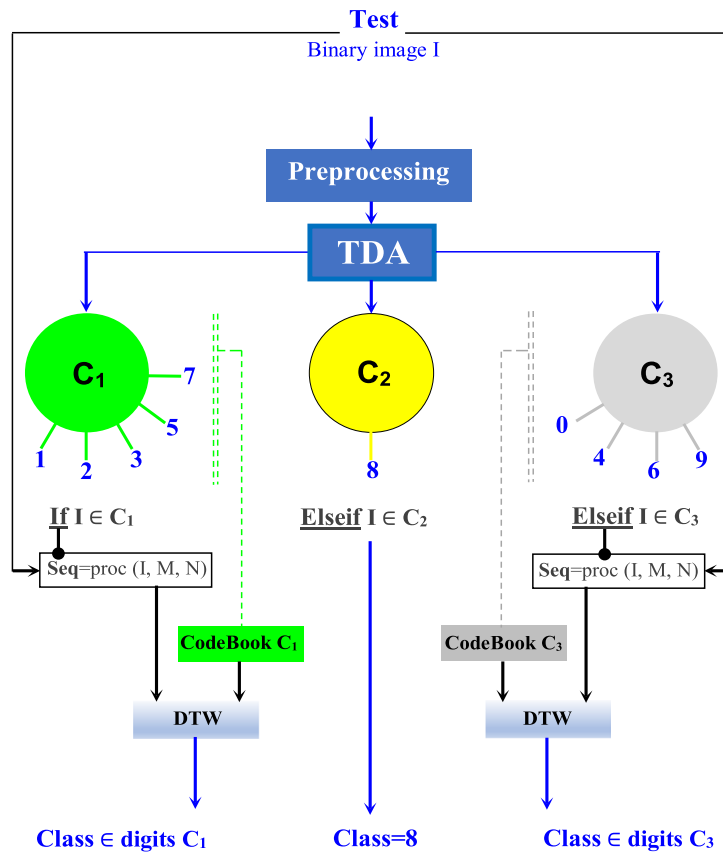 Test
Binary image I
Preprocessing
TDA
C1
7
5
1
2
3
C2
8
C3
0
4
6
9
If I ∈ C1
Elseif I ∈ C2
Elseif I ∈ C3
Seq=proc (I, M, N)
Seq=proc (I, M, N)
CodeBook C1
CodeBook C3
DTW
DTW
Class ∈ digits C1
Class=8
Class ∈ digits C3